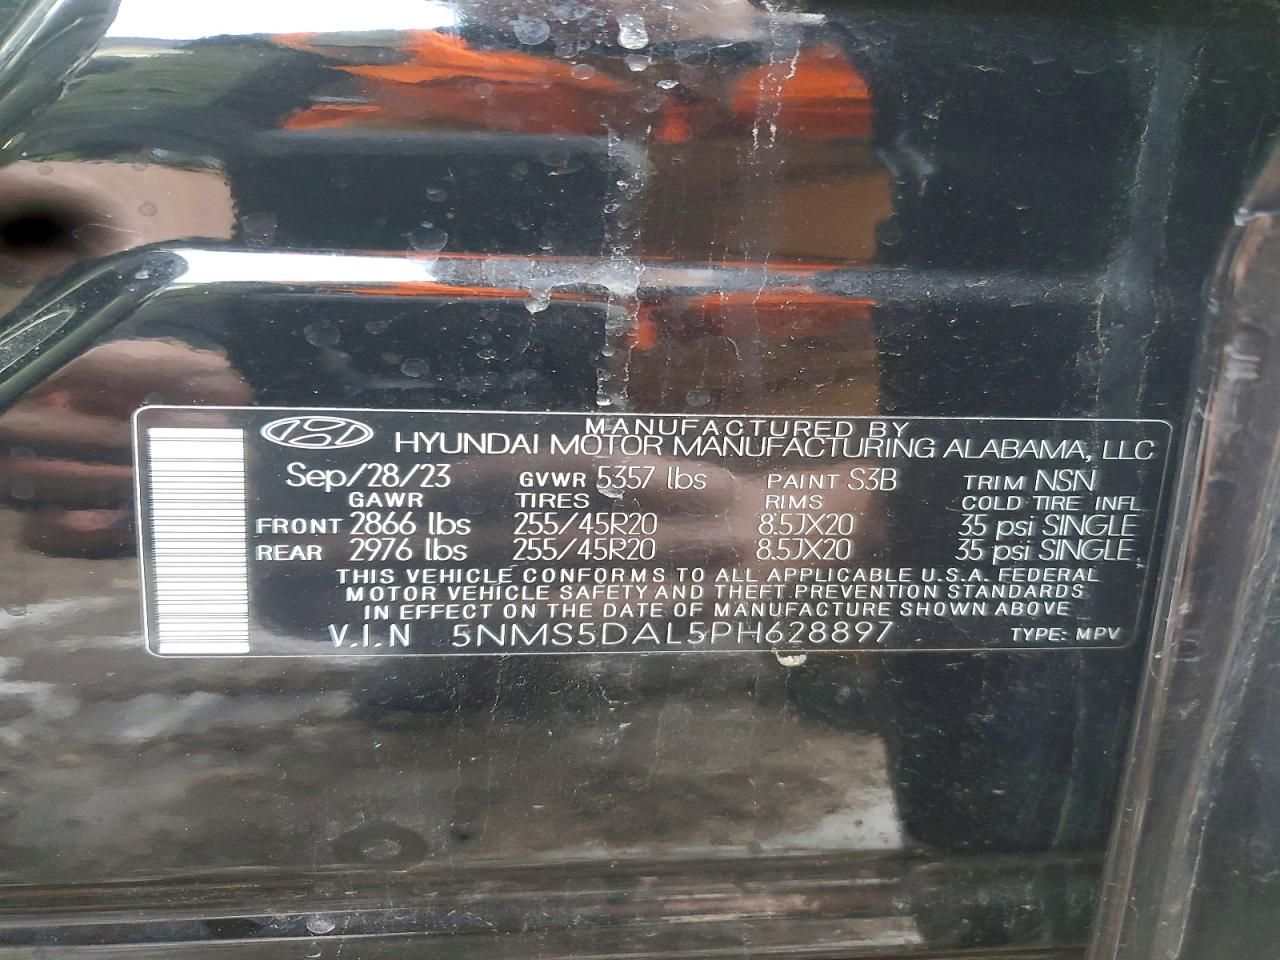 MANUFACTURED BY
HYUNDAI MOTOR MANUFACTURING ALABAMA, LLC
Sep/28/23 GVWR 5357 lbs PAINT S3B TRIM NSN
GAWR TIRES RIMS COLD TIRE INFL
FRONT 2866 lbs 255/45R20 8.5JX20 35 psi SINGLE
REAR 2976 lbs 255/45R20 8.5JX20 35 psi SINGLE
THIS VEHICLE CONFORMS TO ALL APPLICABLE U.S.A. FEDERAL
MOTOR VEHICLE SAFETY AND THEFT PREVENTION STANDARDS
IN EFFECT ON THE DATE OF MANUFACTURE SHOWN ABOVE
V.I.N 5NMS5DAL5PH628897 TYPE: MPV